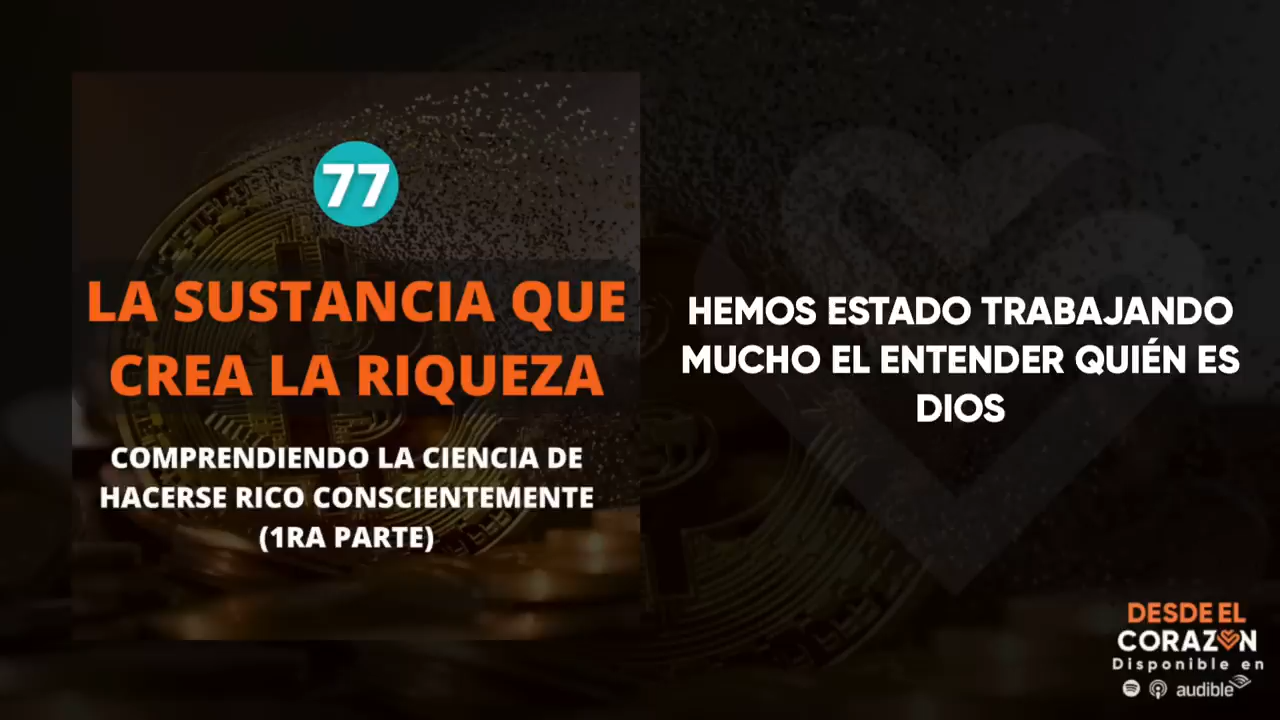 77
LA SUSTANCIA QUE
CREA LA RIQUEZA
COMPRENDIENDO LA CIENCIA DE
HACERSE RICO CONSCIENTEMENTE
(1RA PARTE)
HEMOS ESTADO TRABAJANDO
MUCHO EL ENTENDER QUIÉN ES
DIOS
DESDE EL
CORAZÓN
Disponible en
audible